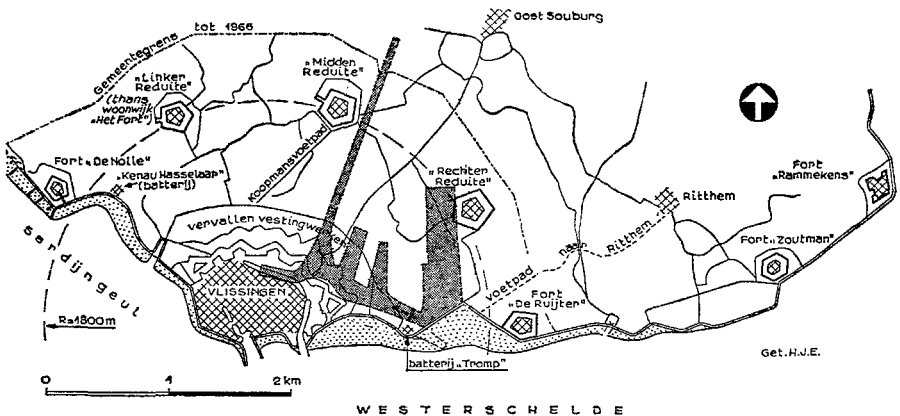 Oost Souburg
Gemeentegrens tot 1966
„Midden
Reduite”
„Linker
Reduite”
(thans
woonwijk
„Het Fort”)
Fort „De Nolle”
„Kenau Hasselaar”
(batterij)
Koopmansvoetpad
„Rechter
Reduite”
Fort
„Rammekens”
Ritthem
vervallen vestingwerken
voetpad naar Ritthem
Fort „Zoutman”
Sardijngeul
VLISSINGEN
Fort
„De Ruijter”
R=1800m
batterij „Tromp”
Get. H.J.E.
0 1 2 km
WESTERSCHELDE